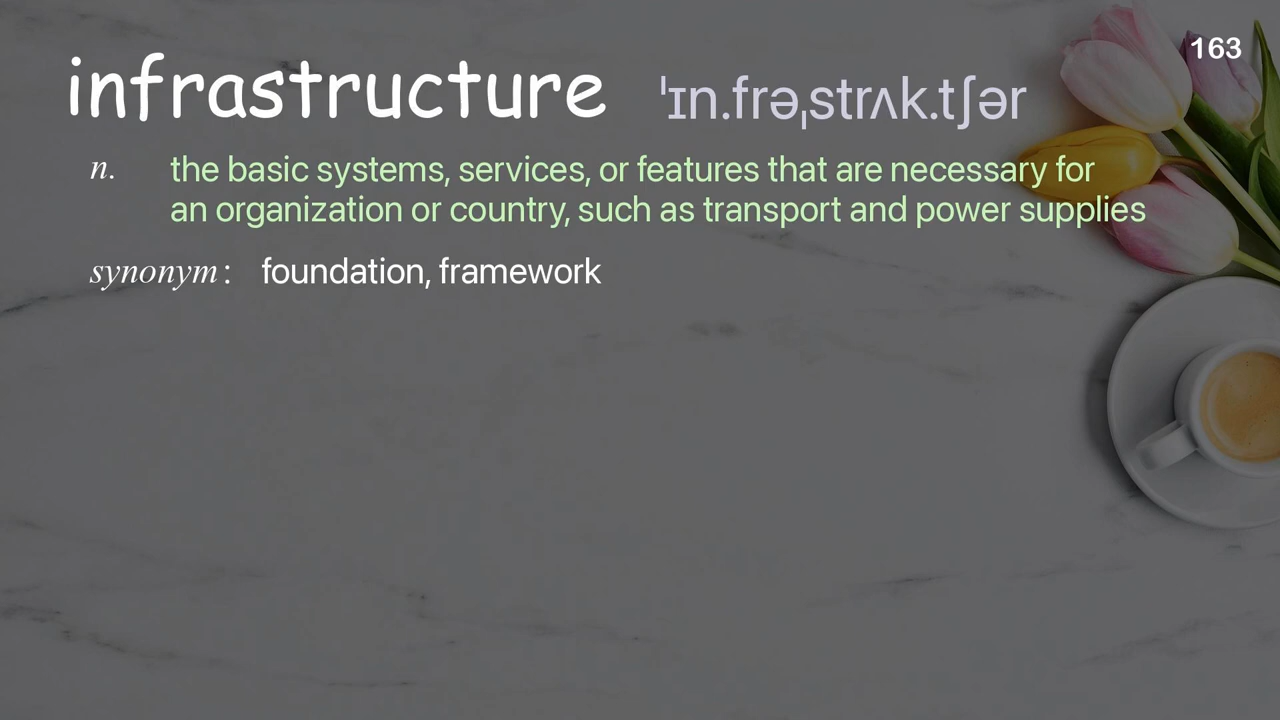 163
infrastructure ˈɪn.frəˌstrʌk.tʃər
n. the basic systems, services, or features that are necessary for
an organization or country, such as transport and power supplies
synonym: foundation, framework